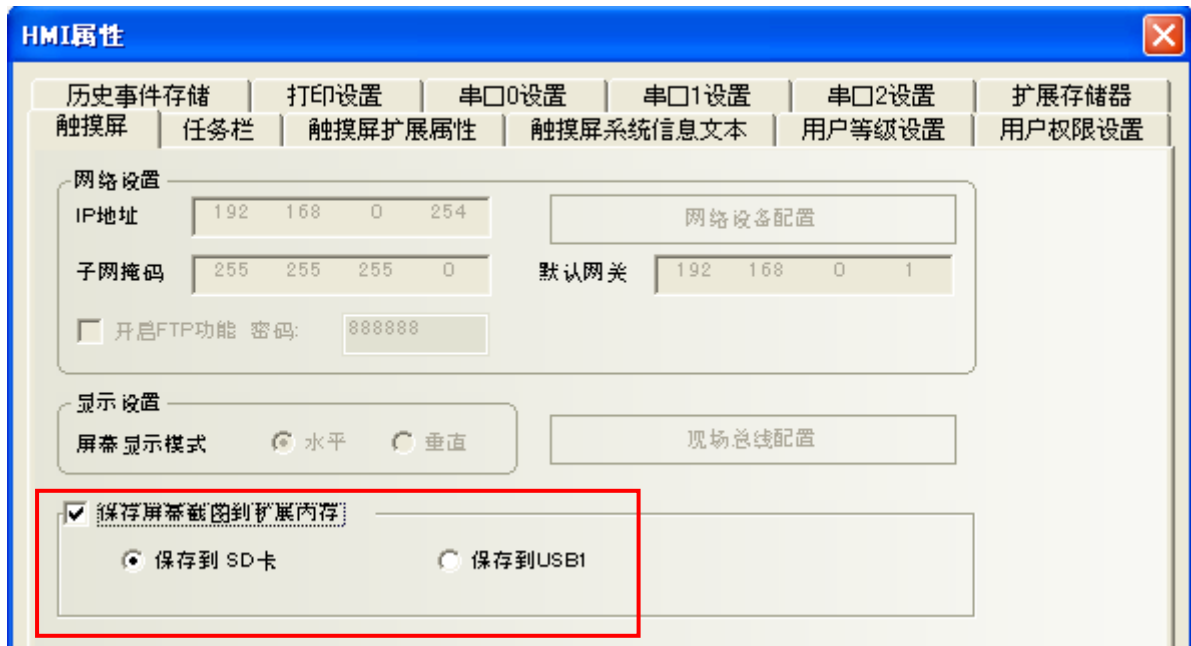 HMI属性
历史事件存储 打印设置 串口0设置 串口1设置 串口2设置 扩展存储器
触摸屏 任务栏 触摸屏扩展属性 触摸屏系统信息文本 用户等级设置 用户权限设置
网络设置
IP地址 192 168 0 254 网络设备配置
子网掩码 255 255 255 0 默认网关 192 168 0 1
开启FTP功能 密码: 888888
显示设置
屏幕显示模式 水平 垂直 现场总线配置
保存屏幕截图到扩展内存
保存到 SD卡 保存到USB1